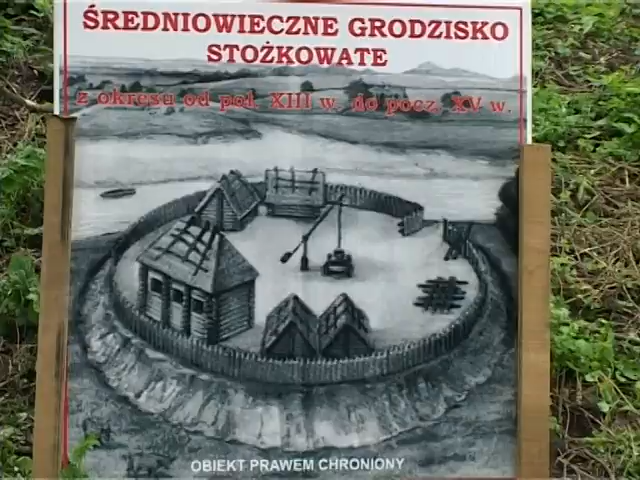 ŚREDNIOWIECZNE GRODZISKO
STOŻKOWATE
z okresu od poł. XIII w. do pocz. XV w.
OBIEKT PRAWEM CHRONIONY